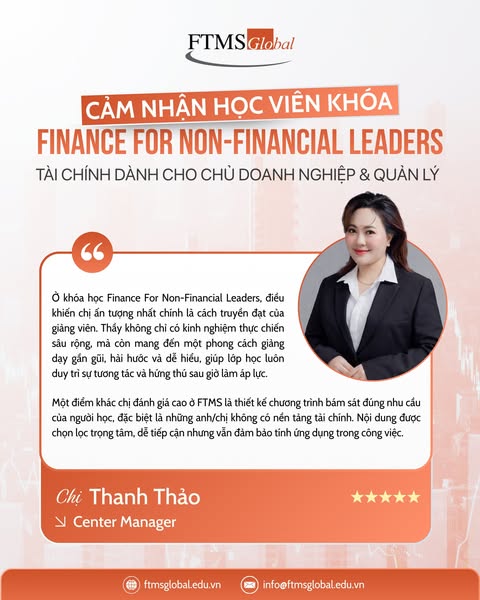 FTMSGlobal
CẢM NHẬN HỌC VIÊN KHÓA
FINANCE FOR NON-FINANCIAL LEADERS
TÀI CHÍNH DÀNH CHO CHỦ DOANH NGHIỆP & QUẢN LÝ
Ở khóa học Finance For Non-Financial Leaders, điều
khiến chị ấn tượng nhất chính là cách truyền đạt của
giảng viên. Thầy không chỉ có kinh nghiệm thực chiến
sâu rộng, mà còn mang đến một phong cách giảng
dạy gần gũi, hài hước và dễ hiểu, giúp lớp học luôn
duy trì sự tương tác và hứng thú sau giờ làm áp lực.
Một điểm khác chị đánh giá cao ở FTMS là thiết kế chương trình bám sát đúng nhu cầu
của người học, đặc biệt là những anh/chị không có nền tảng tài chính. Nội dung được
chọn lọc trọng tâm, dễ tiếp cận nhưng vẫn đảm bảo tính ứng dụng trong công việc.
Chị Thanh Thảo
Center Manager
ftmsglobal.edu.vn
info@ftmsglobal.edu.vn